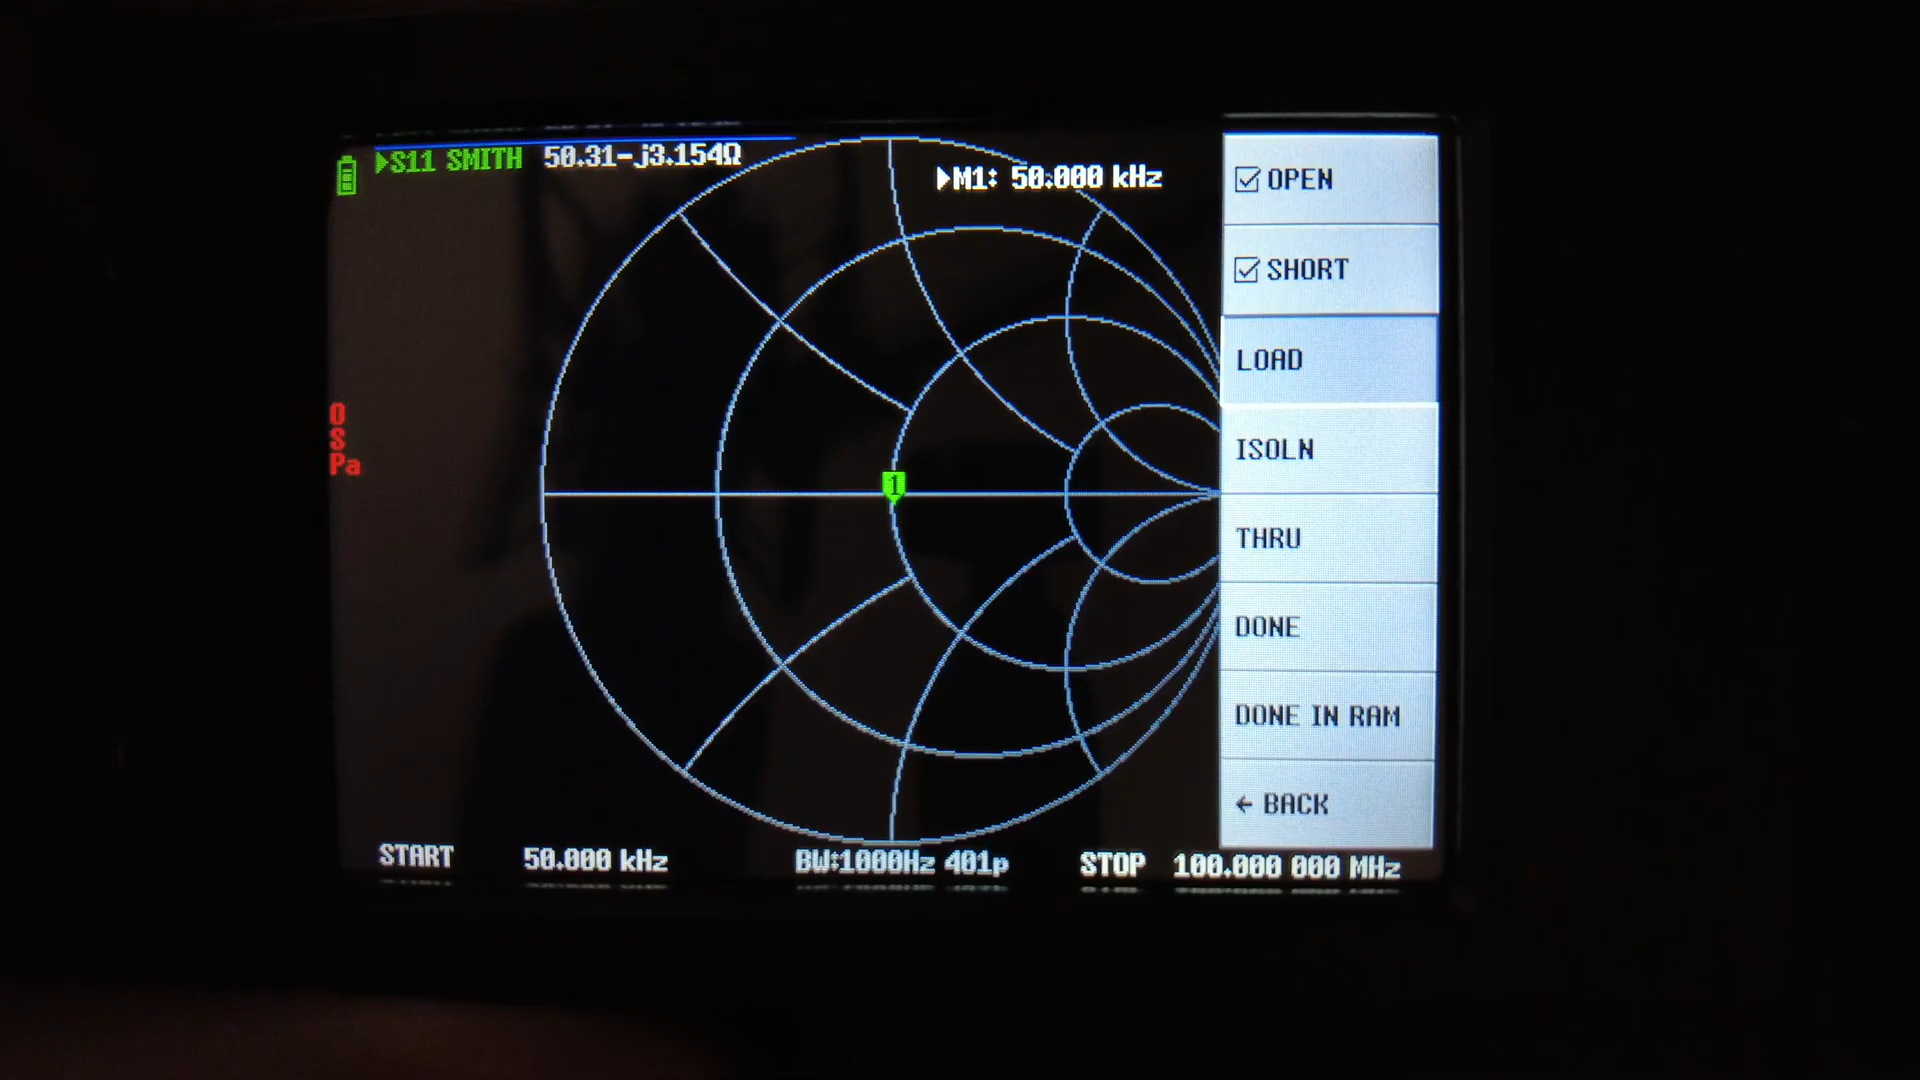 ▶S11 SMITH 50.31-j3.154Ω
▶M1: 50.000 kHz
O
S
Pa
1
☑ OPEN
☑ SHORT
LOAD
ISOLN
THRU
DONE
DONE IN RAM
← BACK
START 50.000 kHz BW:1000Hz 401p STOP 100.000 000 MHz